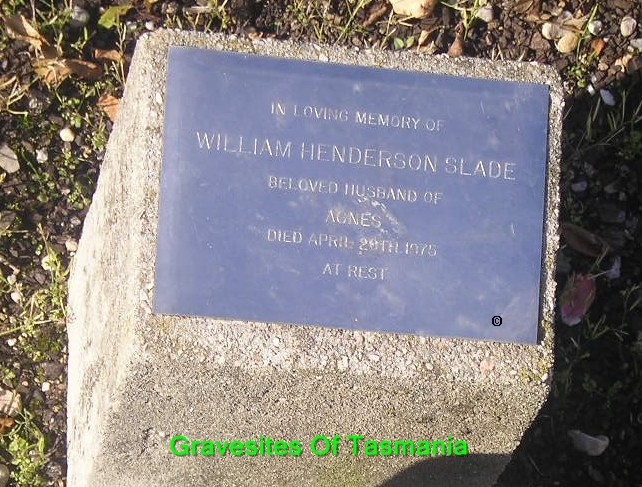 IN LOVING MEMORY OF
WILLIAM HENDERSON SLADE
BELOVED HUSBAND OF
AGNES
DIED APRIL 29TH. 1975
AT REST
©
Gravesites Of Tasmania